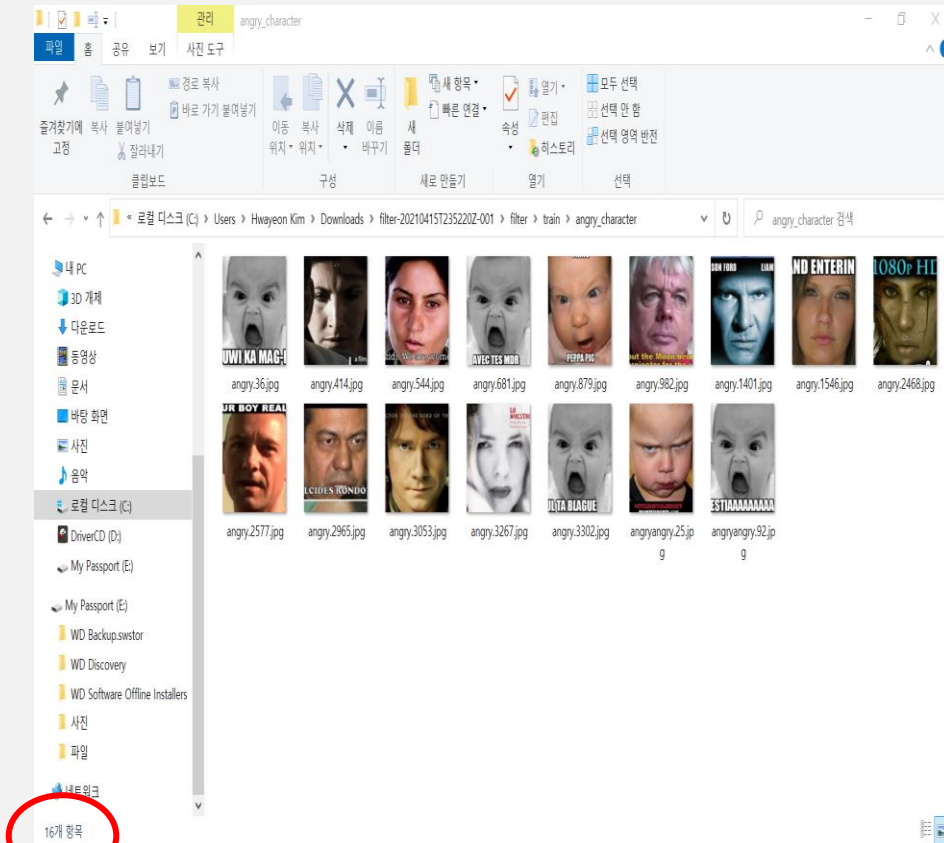 관리 angry_character
파일 홈 공유 보기 사진 도구
즐겨찾기에 고정
복사
붙여넣기
경로 복사
바로 가기 붙여넣기
잘라내기
이동 위치
복사 위치
삭제
이름 바꾸기
새 폴더
새 항목
빠른 연결
속성
열기
편집
히스토리
모두 선택
선택 안 함
선택 영역 반전
클립보드 구성 새로 만들기 열기 선택
« 로컬 디스크 (C:) > Users > Hwayeon Kim > Downloads > filter-20210415T235220Z-001 > filter > train > angry_character
angry_character 검색
내 PC
3D 개체
다운로드
동영상
문서
바탕 화면
사진
음악
로컬 디스크 (C:)
DriverCD (D:)
My Passport (E:)
My Passport (E:)
WD Backup.swstor
WD Discovery
WD Software Offline Installers
사진
파일
네트워크
16개 항목
UWI KA MAG-I
a film
AVEC TES MDR
PEPPA PIG
out the Moon
SON FORD LIAM
ND ENTERIN
1080P HD
angry.36.jpg angry.414.jpg angry.544.jpg angry.681.jpg angry.879.jpg angry.982.jpg angry.1401.jpg angry.1546.jpg angry.2468.jpg
UR BOY REAL
LCIDES RONDO
JLTA BLAGUE
ESTIAAAAAAAAA
angry.2577.jpg angry.2965.jpg angry.3053.jpg angry.3267.jpg angry.3302.jpg angryangry.25.jpg angryangry.92.jpg